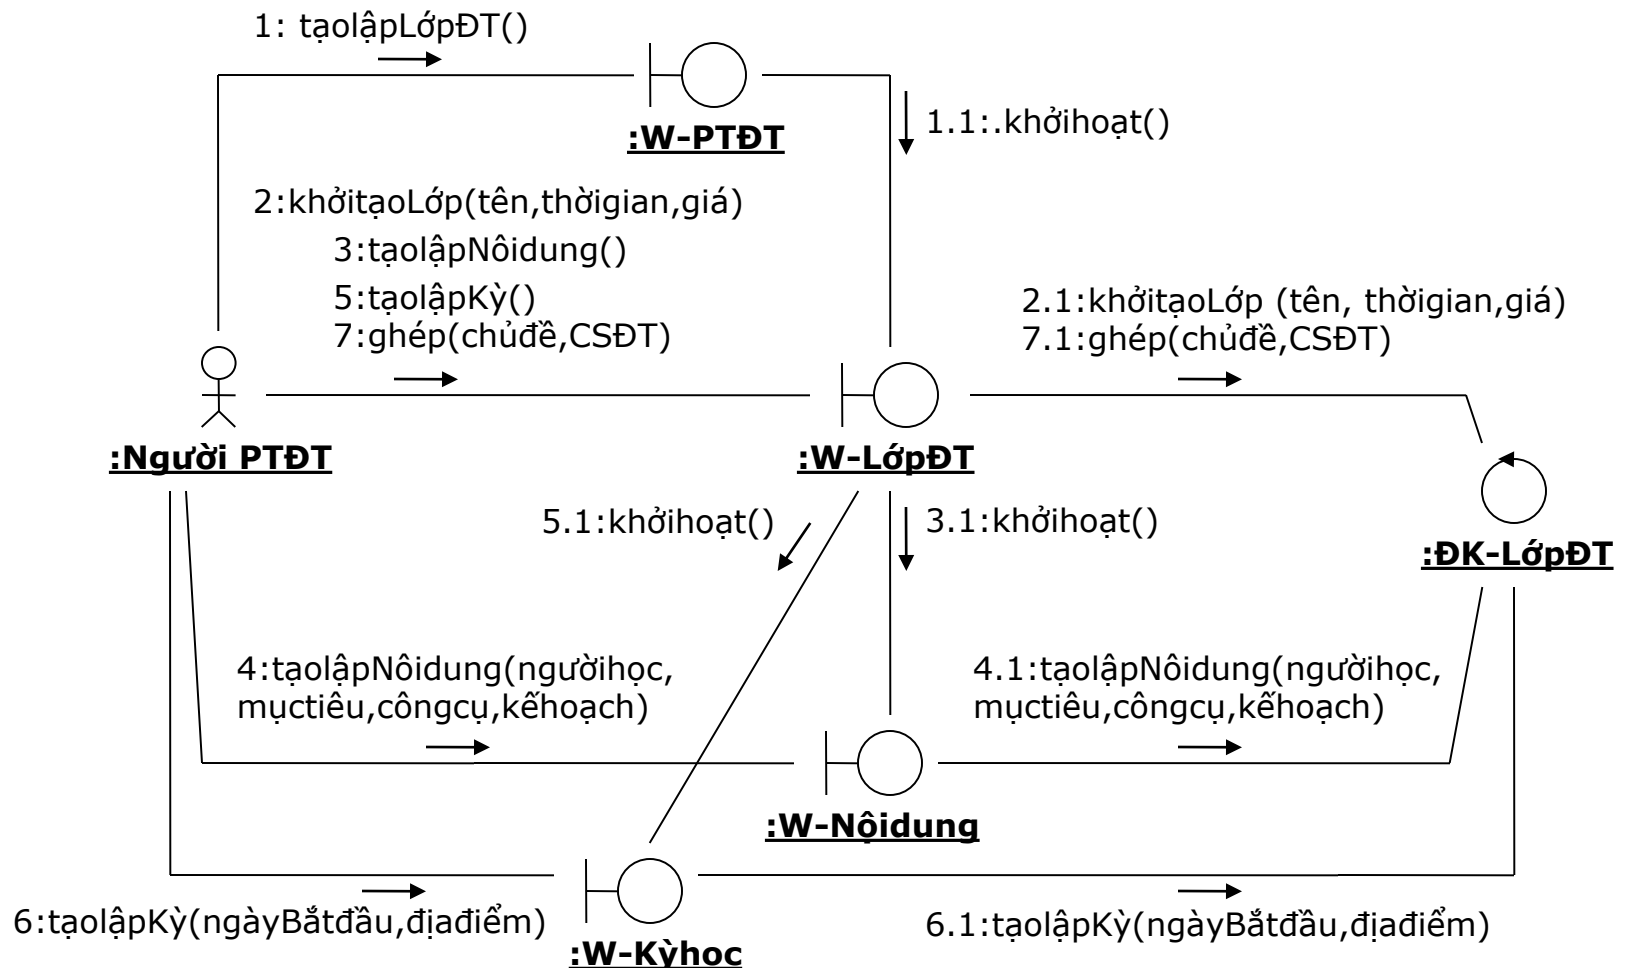 1: tạolậpLớpĐT()
1.1:.khởihoạt()
:W-PTĐT
2:khởitạoLớp(tên,thờigian,giá)
3:tạolậpNôidung()
5:tạolậpKỳ()
7:ghép(chủđề,CSĐT)
2.1:khởitạoLớp (tên, thờigian,giá)
7.1:ghép(chủđề,CSĐT)
:Người PTĐT
:W-LớpĐT
5.1:khởihoạt()
3.1:khởihoạt()
:ĐK-LớpĐT
4:tạolậpNôidung(ngườihọc,
mụctiêu,côngcụ,kếhoạch)
4.1:tạolậpNôidung(ngườihọc,
mụctiêu,côngcụ,kếhoạch)
:W-Nộidung
6:tạolậpKỳ(ngàyBắtđầu,địađiểm)
6.1:tạolậpKỳ(ngàyBắtđầu,địađiểm)
:W-Kỳhoc